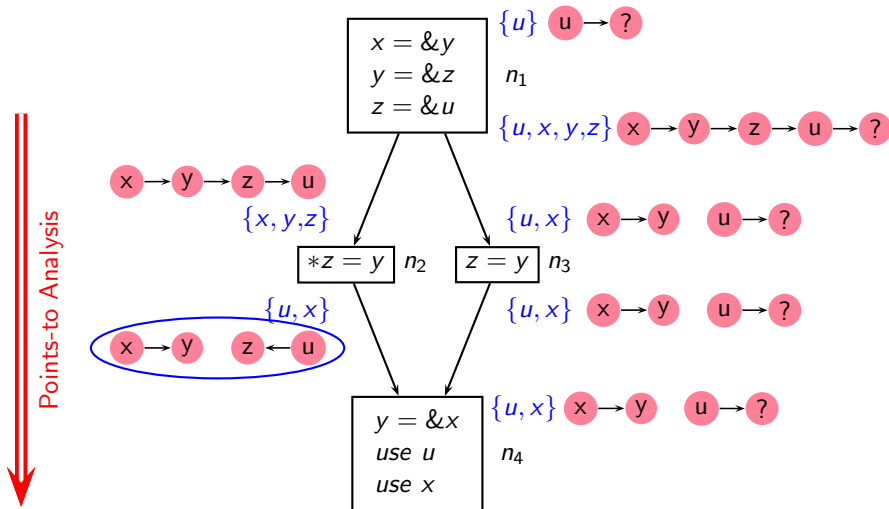 {u} u ?
x = &y
y = &z
z = &u
n1
{u, x, y,z} x y z u ?
x y z u
{x, y,z}
{u, x} x y u ?
*z = y n2
z = y n3
{u, x}
x y z u
{u, x} x y u ?
Points-to Analysis
{u, x} x y u ?
y = &x
use u
use x
n4